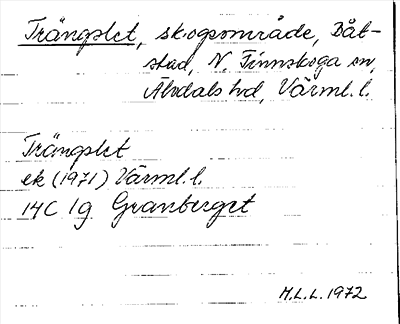 Trängslet, skogsområde, Båt-
stad, N. Finnskoga sn,
Älvdals hd, Värml. l.
Trängslet
ek (1971) Värml. l.
14C 1g Granberget
M.L.L. 1972